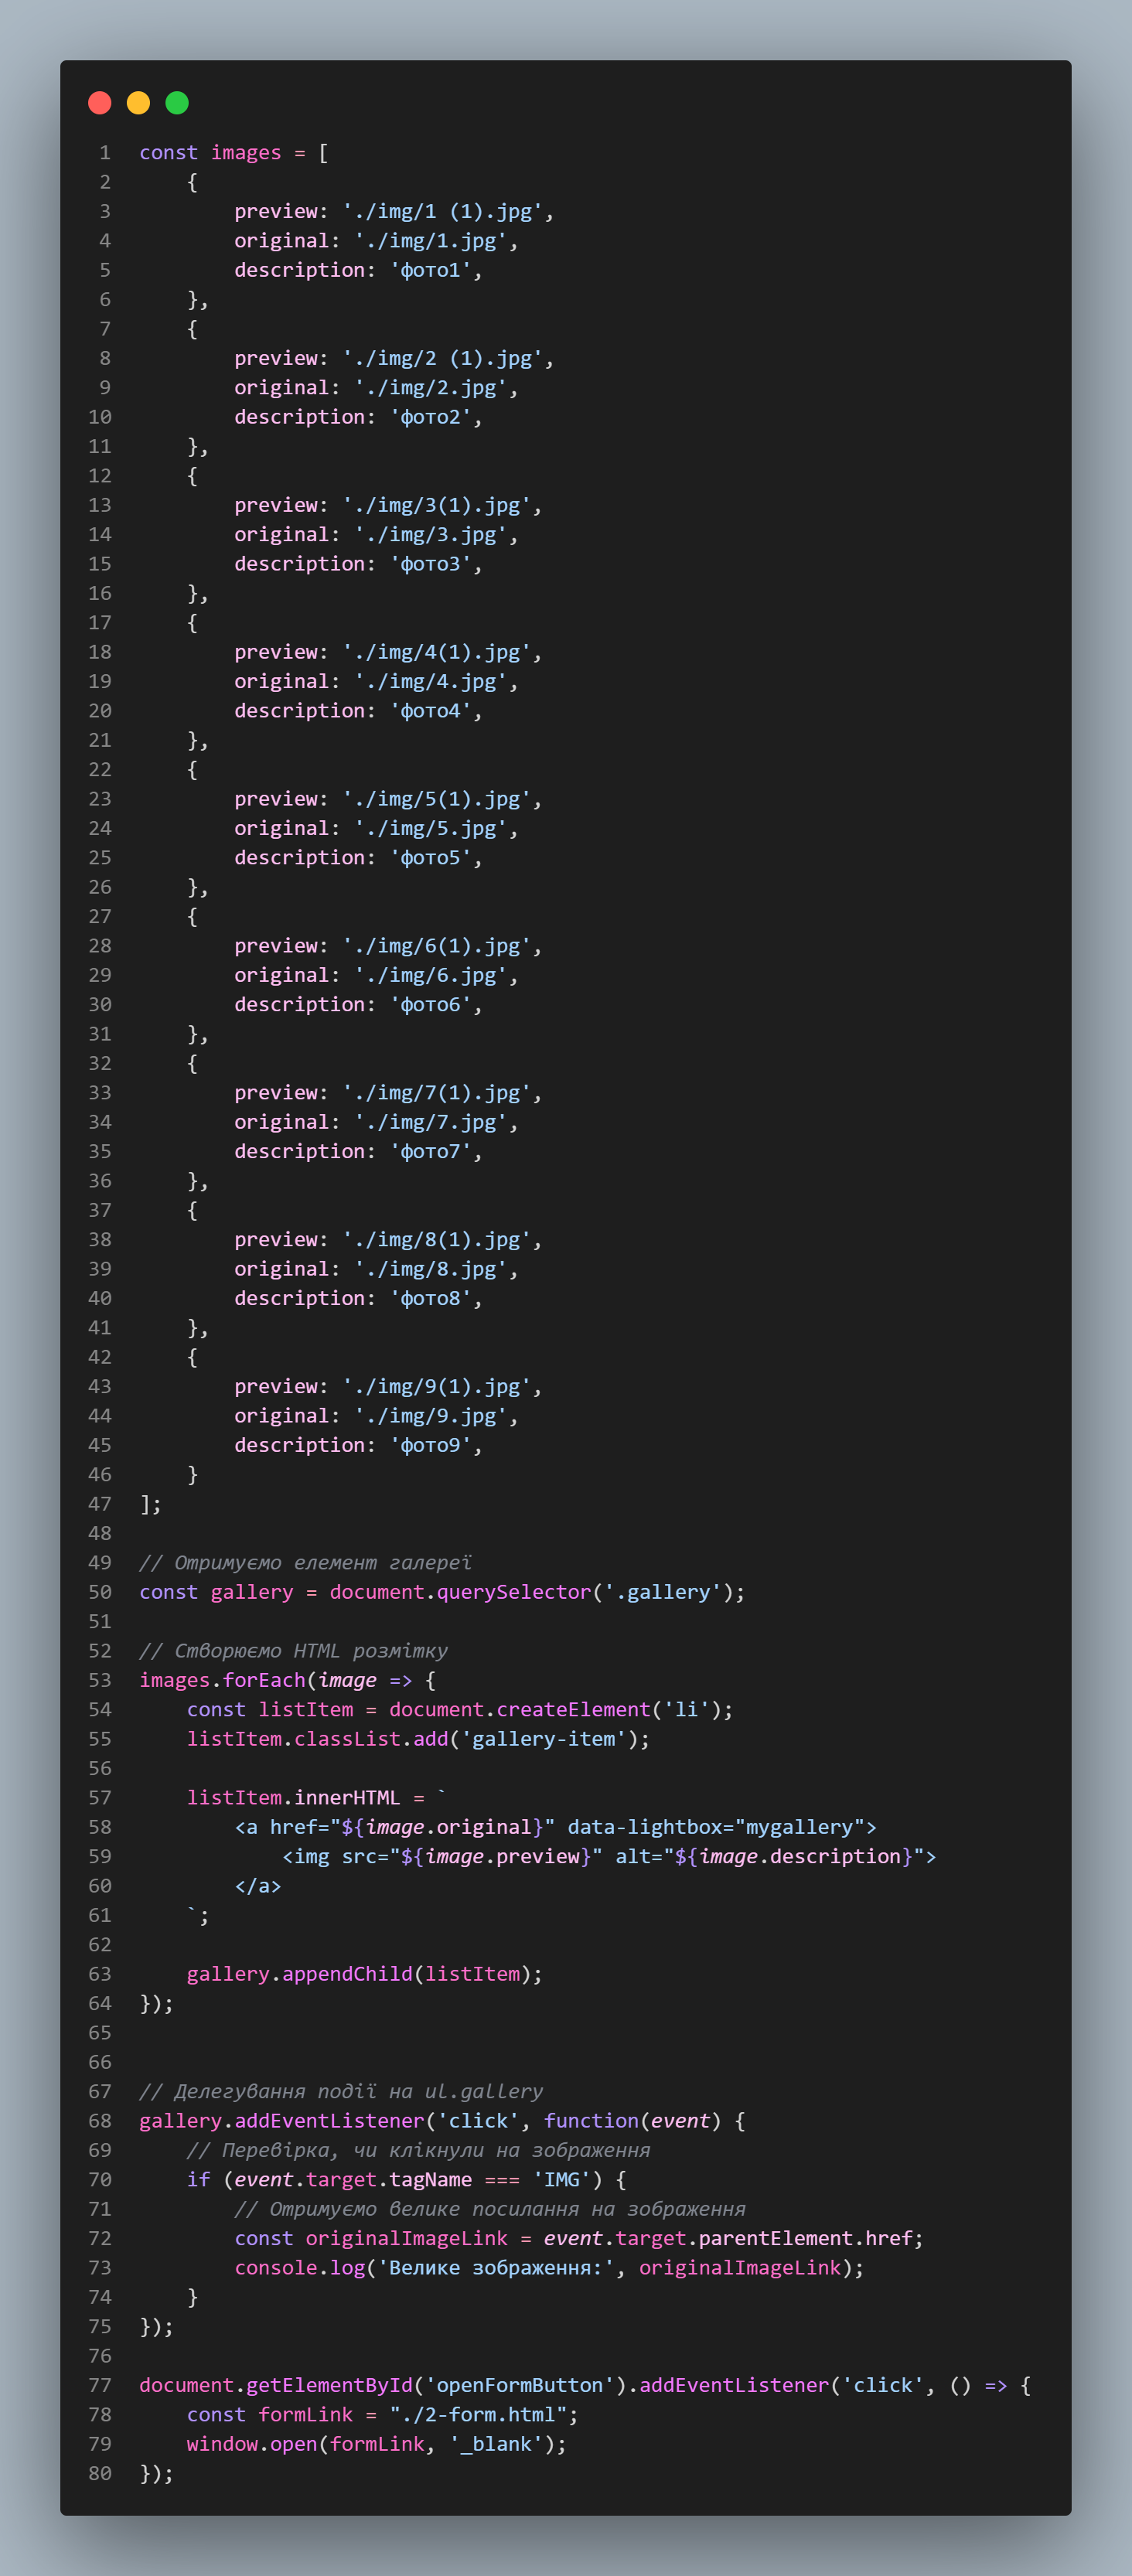 1 const images = [
2     {
3         preview: './img/1 (1).jpg',
4         original: './img/1.jpg',
5         description: 'фото1',
6     },
7     {
8         preview: './img/2 (1).jpg',
9         original: './img/2.jpg',
10         description: 'фото2',
11     },
12     {
13         preview: './img/3(1).jpg',
14         original: './img/3.jpg',
15         description: 'фото3',
16     },
17     {
18         preview: './img/4(1).jpg',
19         original: './img/4.jpg',
20         description: 'фото4',
21     },
22     {
23         preview: './img/5(1).jpg',
24         original: './img/5.jpg',
25         description: 'фото5',
26     },
27     {
28         preview: './img/6(1).jpg',
29         original: './img/6.jpg',
30         description: 'фото6',
31     },
32     {
33         preview: './img/7(1).jpg',
34         original: './img/7.jpg',
35         description: 'фото7',
36     },
37     {
38         preview: './img/8(1).jpg',
39         original: './img/8.jpg',
40         description: 'фото8',
41     },
42     {
43         preview: './img/9(1).jpg',
44         original: './img/9.jpg',
45         description: 'фото9',
46     }
47 ];
48
49 // Отримуємо елемент галереї
50 const gallery = document.querySelector('.gallery');
51
52 // Створюємо HTML розмітку
53 images.forEach(image => {
54     const listItem = document.createElement('li');
55     listItem.classList.add('gallery-item');
56
57     listItem.innerHTML = `
58         <a href="${image.original}" data-lightbox="mygallery">
59             <img src="${image.preview}" alt="${image.description}">
60         </a>
61     `;
62
63     gallery.appendChild(listItem);
64 });
65
66
67 // Делегування події на ul.gallery
68 gallery.addEventListener('click', function(event) {
69     // Перевірка, чи клікнули на зображення
70     if (event.target.tagName === 'IMG') {
71         // Отримуємо велике посилання на зображення
72         const originalImageLink = event.target.parentElement.href;
73         console.log('Велике зображення:', originalImageLink);
74     }
75 });
76
77 document.getElementById('openFormButton').addEventListener('click', () => {
78     const formLink = "./2-form.html";
79     window.open(formLink, '_blank');
80 });